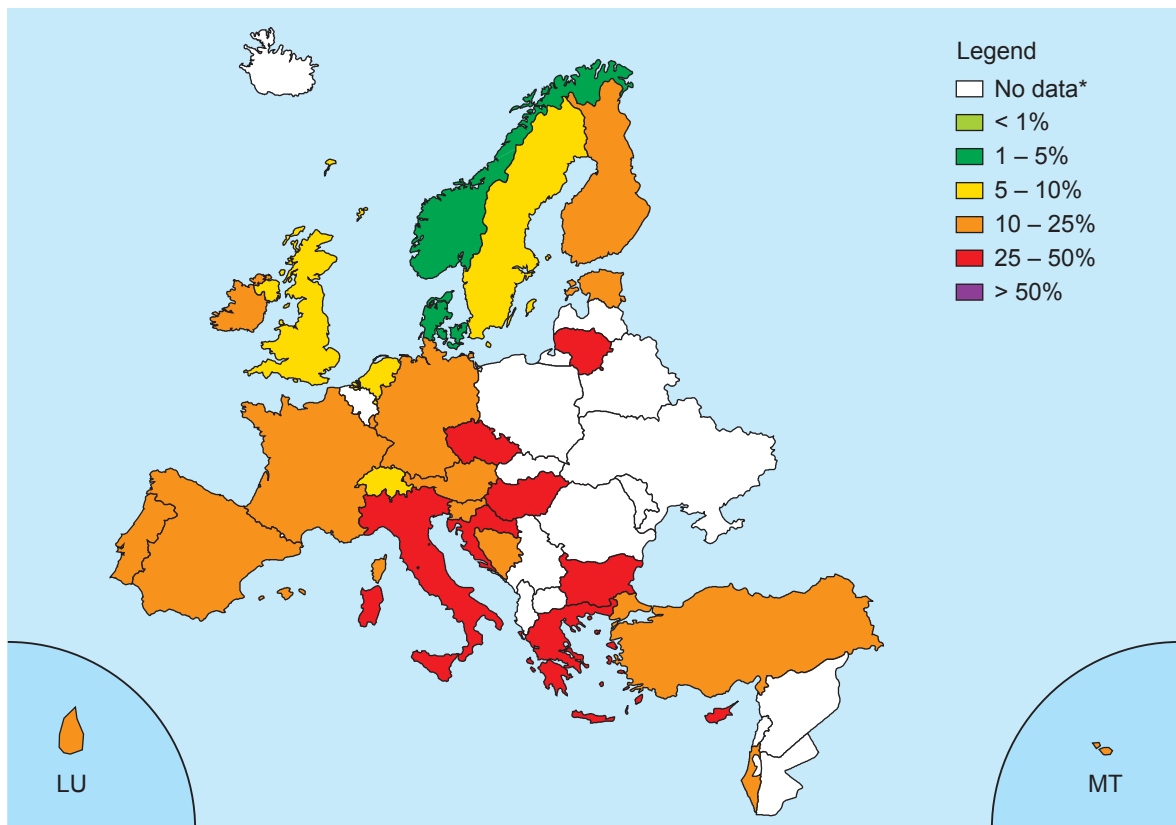 Legend
No data*
< 1%
1 – 5%
5 – 10%
10 – 25%
25 – 50%
> 50%
LU
MT